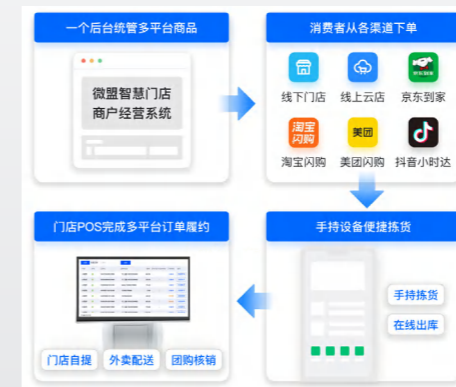 一个后台统管多平台商品
微盟智慧门店
商户经营系统
消费者从各渠道下单
线下门店 线上云店 京东到家
淘宝
闪购
美团
淘宝闪购 美团闪购 抖音小时达
门店POS完成多平台订单履约
门店自提 外卖配送 团购核销
手持设备便捷拣货
手持拣货
在线出库